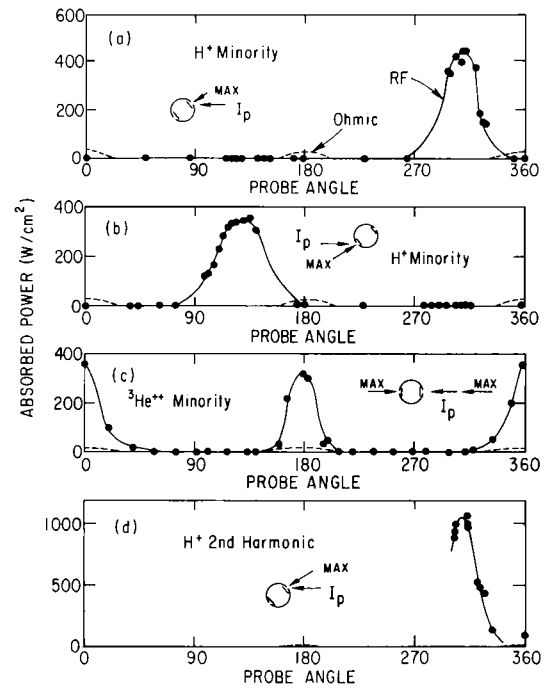 ABSORBED POWER (W/cm²)
600
400
200
0
(a)
H⁺ Minority
MAX
Iₚ
Ohmic
RF
0 90 180 270 360
PROBE ANGLE
400
200
0
(b)
Iₚ
MAX
H⁺ Minority
0 90 180 270 360
PROBE ANGLE
400
200
0
(c)
³He⁺⁺ Minority
MAX
MAX
Iₚ
0 90 180 270 360
PROBE ANGLE
1000
500
0
(d)
H⁺ 2nd Harmonic
MAX
Iₚ
0 90 180 270 360
PROBE ANGLE